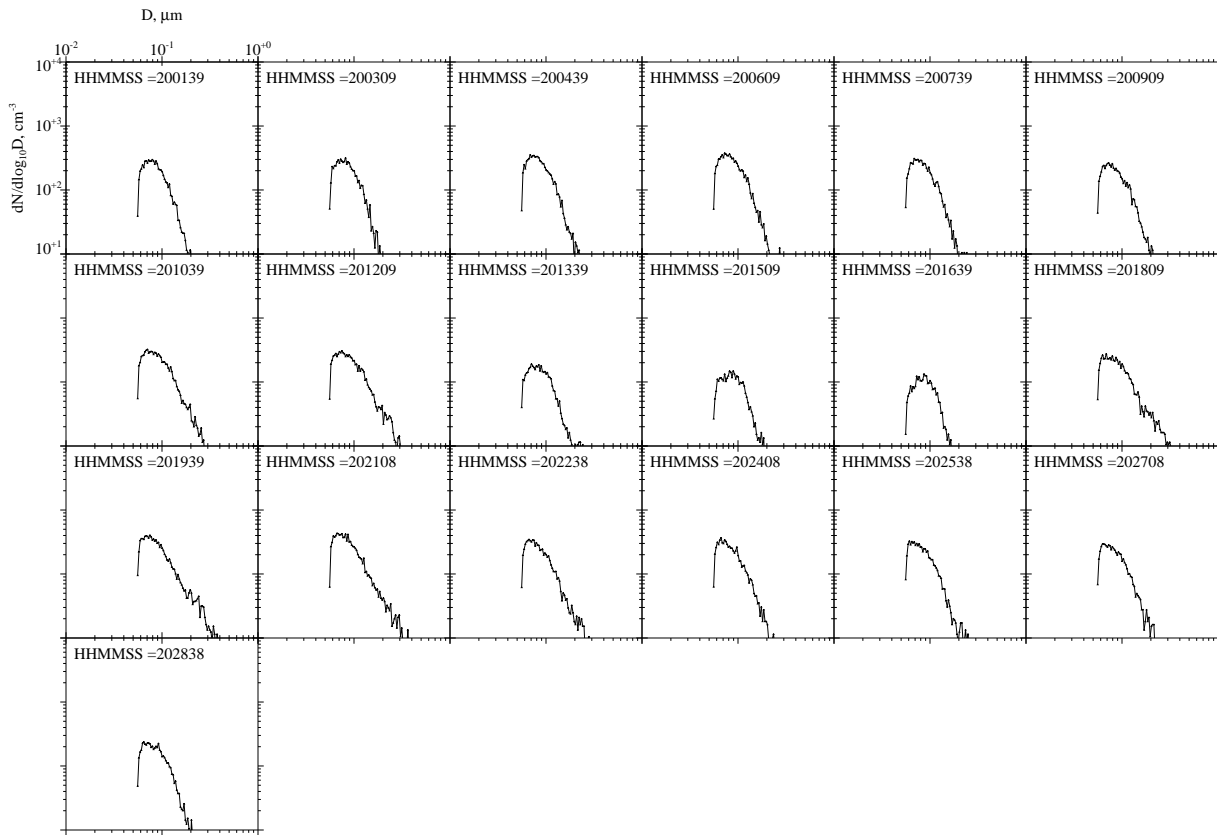 D, μm
10⁻² 10⁻¹ 10⁺⁰
10⁺⁴
10⁺³
10⁺²
10⁺¹
dN/dlog₁₀D, cm⁻³
HHMMSS =200139 HHMMSS =200309 HHMMSS =200439 HHMMSS =200609 HHMMSS =200739 HHMMSS =200909
HHMMSS =201039 HHMMSS =201209 HHMMSS =201339 HHMMSS =201509 HHMMSS =201639 HHMMSS =201809
HHMMSS =201939 HHMMSS =202108 HHMMSS =202238 HHMMSS =202408 HHMMSS =202538 HHMMSS =202708
HHMMSS =202838